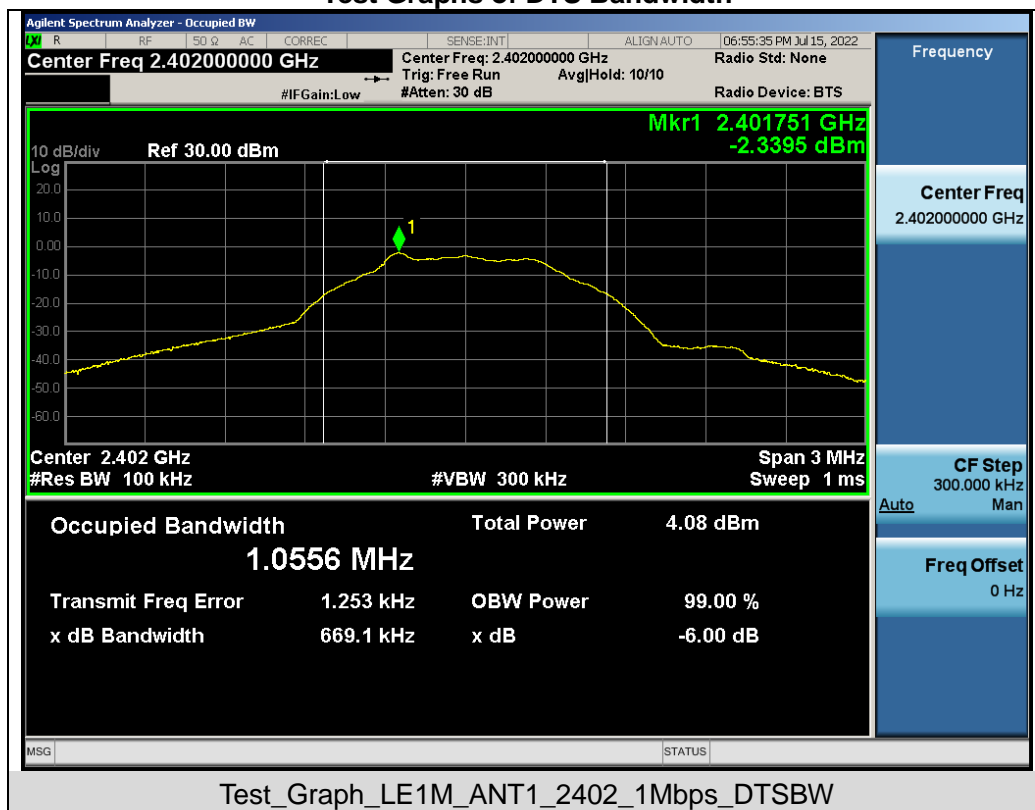 Test Graphs of DTS Bandwidth
Agilent Spectrum Analyzer - Occupied BW
LXI R RF 50 Ω AC CORREC SENSE:INT ALIGN AUTO 06:55:35 PM Jul 15, 2022
Center Freq 2.402000000 GHz
Center Freq: 2.402000000 GHz
Radio Std: None
Trig: Free Run Avg|Hold: 10/10
#IFGain:Low
#Atten: 30 dB
Radio Device: BTS
Frequency
Mkr1 2.401751 GHz
-2.3395 dBm
10 dB/div Ref 30.00 dBm
Log
20.0
10.0
0.00
-10.0
-20.0
-30.0
-40.0
-50.0
-60.0
1
Center 2.402 GHz Span 3 MHz
#Res BW 100 kHz #VBW 300 kHz Sweep 1 ms
Center Freq
2.402000000 GHz
CF Step
300.000 kHz
Auto Man
Freq Offset
0 Hz
Occupied Bandwidth Total Power 4.08 dBm
1.0556 MHz
Transmit Freq Error 1.253 kHz OBW Power 99.00 %
x dB Bandwidth 669.1 kHz x dB -6.00 dB
MSG STATUS
Test_Graph_LE1M_ANT1_2402_1Mbps_DTSBW